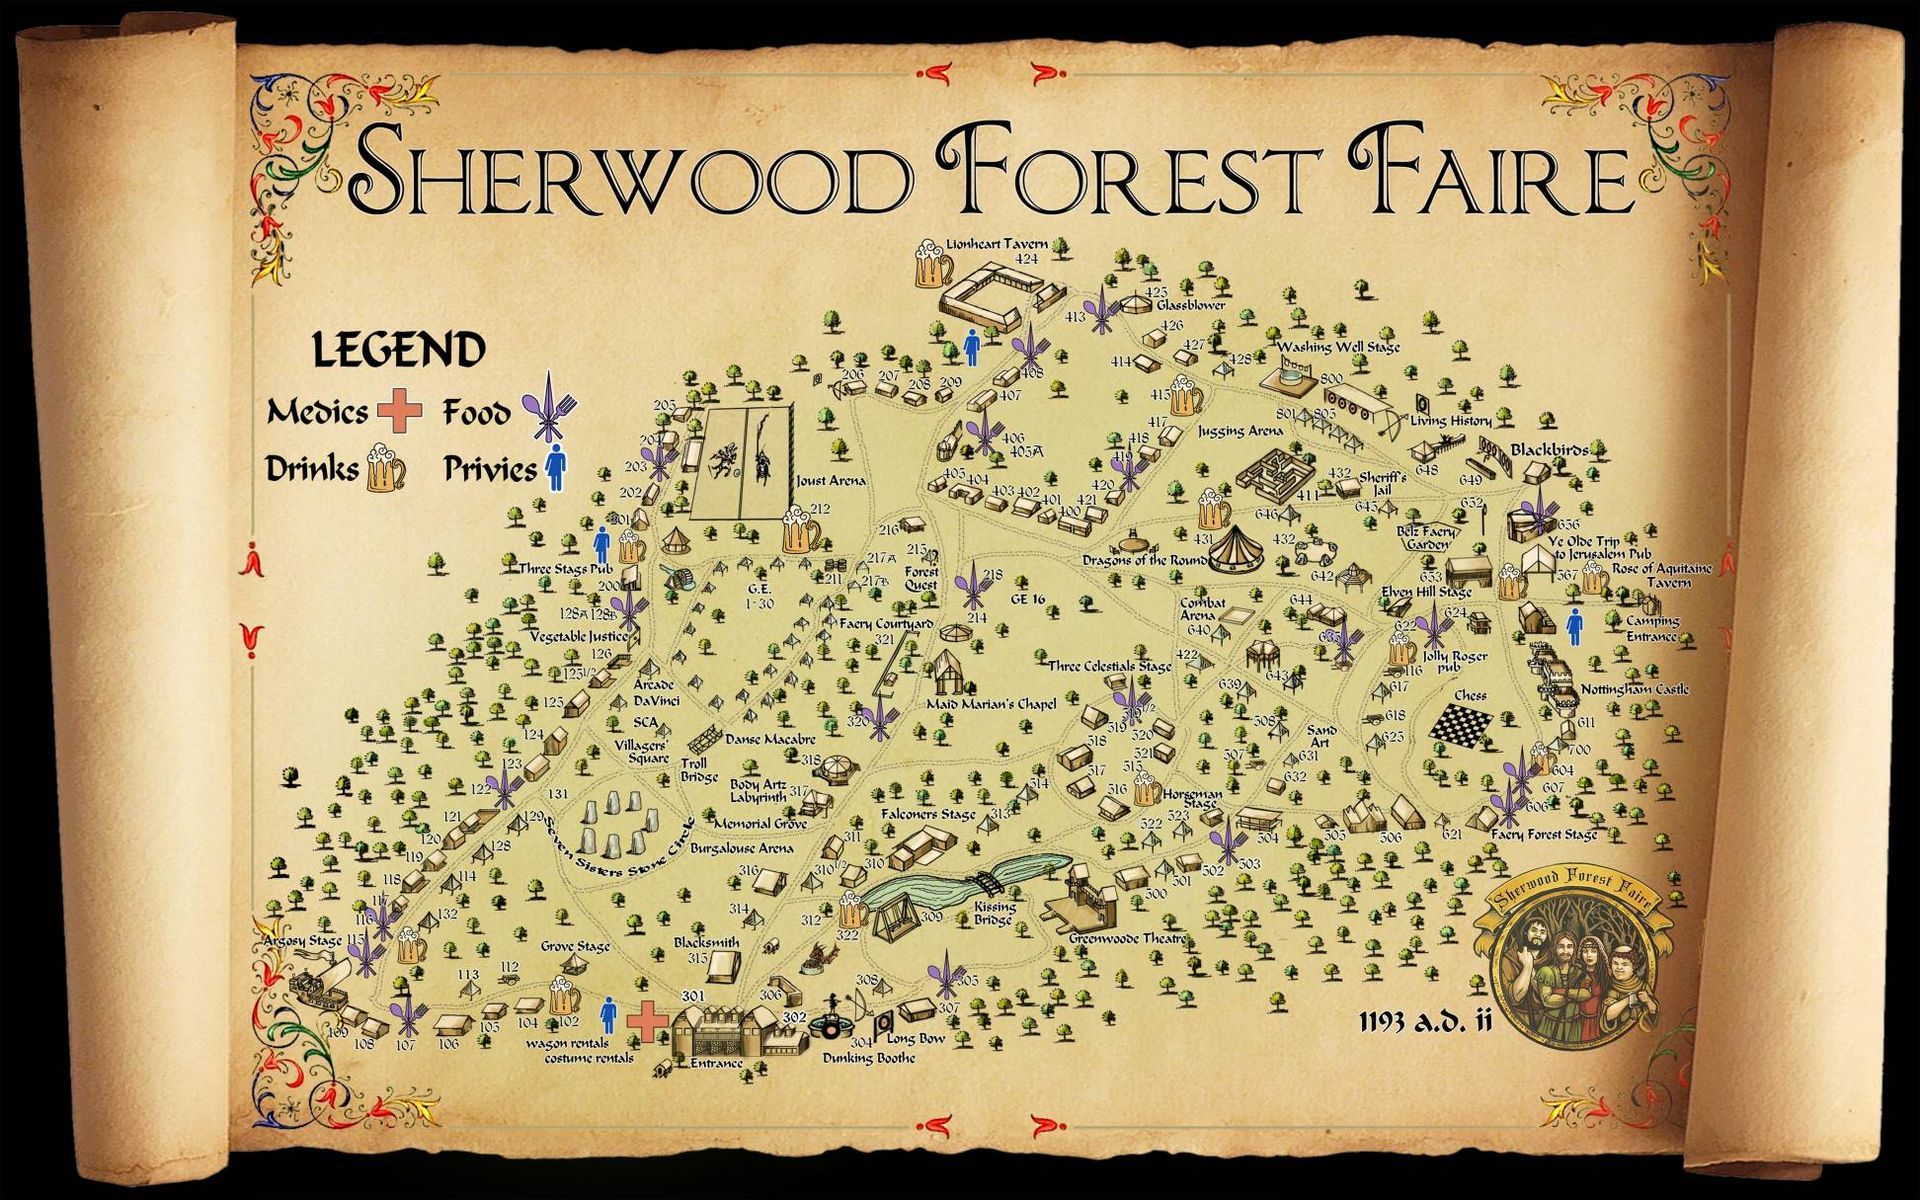 SHERWOOD FOREST FAIRE
LEGEND
Medics
Food
Drinks
Privies
Lionheart Tavern
424
413
425
Glassblower
426
427
414
428
Washing Well Stage
800
415
801
805
Living History
417
418
419
Jugging Arena
420
421
400
401
402
403
404
405
405A
406
407
408
206
207
208
209
205
204
203
202
201
Joust Arena
212
216
217A
215
Forest
Quest
211
217B
218
GE 16
214
G.E.
1-30
Three Stags Pub
200
128A
128B
Vegetable Justice
126
125 1/2
125
124
123
122
121
120
119
118
117
116
115
Argosy Stage
Arcade
DaVinci
SCA
Villagers'
Square
Troll
Bridge
Danse Macabre
Faery Courtyard
321
320
Maid Marian's Chapel
318
Body Artz
Labyrinth
317
Memorial Grove
Burgalouse Arena
131
129
128
114
132
Seven Sisters Stone Circle
316
314
Blacksmith
315
311
310 1/2
310
312
322
309
Falconers Stage
313
Kissing
Bridge
Greenwoode Theatre
Grove Stage
113
112
109
108
107
106
105
104
102
wagon rentals
costume rentals
301
Entrance
306
302
Dunking Boothe
304
Long Bow
308
307
305
411
432
Sheriff's
Jail
648
649
Blackbirds
645
646
652
656
Belz Faery
Garden
431
432
Dragons of the Round
642
653
Ye Olde Trip
to Jerusalem Pub
567
Rose of Aquitaine
Tavern
Elven Hill Stage
624
Camping
Entrance
Combat
Arena
640
644
622
Jolly Roger
pub
116
617
618
625
Chess
Nottingham Castle
611
700
604
607
606
Faery Forest Stage
621
Three Celestials Stage
422
639
643
519
520
518
521
517
515
516
514
508
507
Sand
Art
631
632
Horseman
Stage
522
523
504
505
506
503
502
501
500
Sherwood Forest Faire
1193 a.d. ii